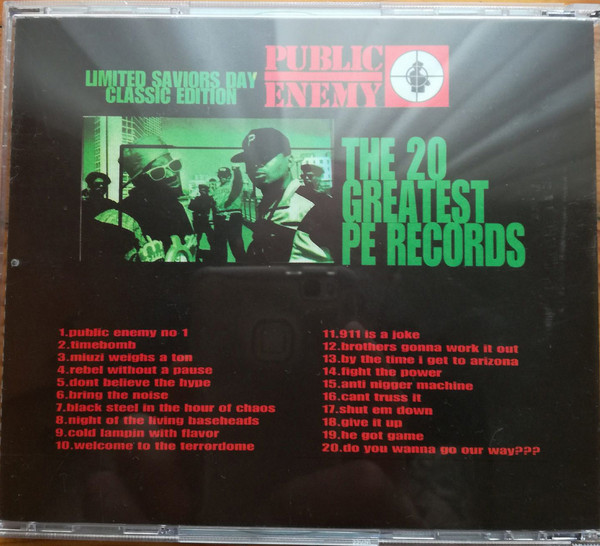 LIMITED SAVIORS DAY
CLASSIC EDITION
PUBLIC
ENEMY
THE 20
GREATEST
PE RECORDS
1.public enemy no 1
2.timebomb
3.miuzi weighs a ton
4.rebel without a pause
5.dont believe the hype
6.bring the noise
7.black steel in the hour of chaos
8.night of the living baseheads
9.cold lampin with flavor
10.welcome to the terrordome
11.911 is a joke
12.brothers gonna work it out
13.by the time i get to arizona
14.fight the power
15.anti nigger machine
16.cant truss it
17.shut em down
18.give it up
19.he got game
20.do you wanna go our way???